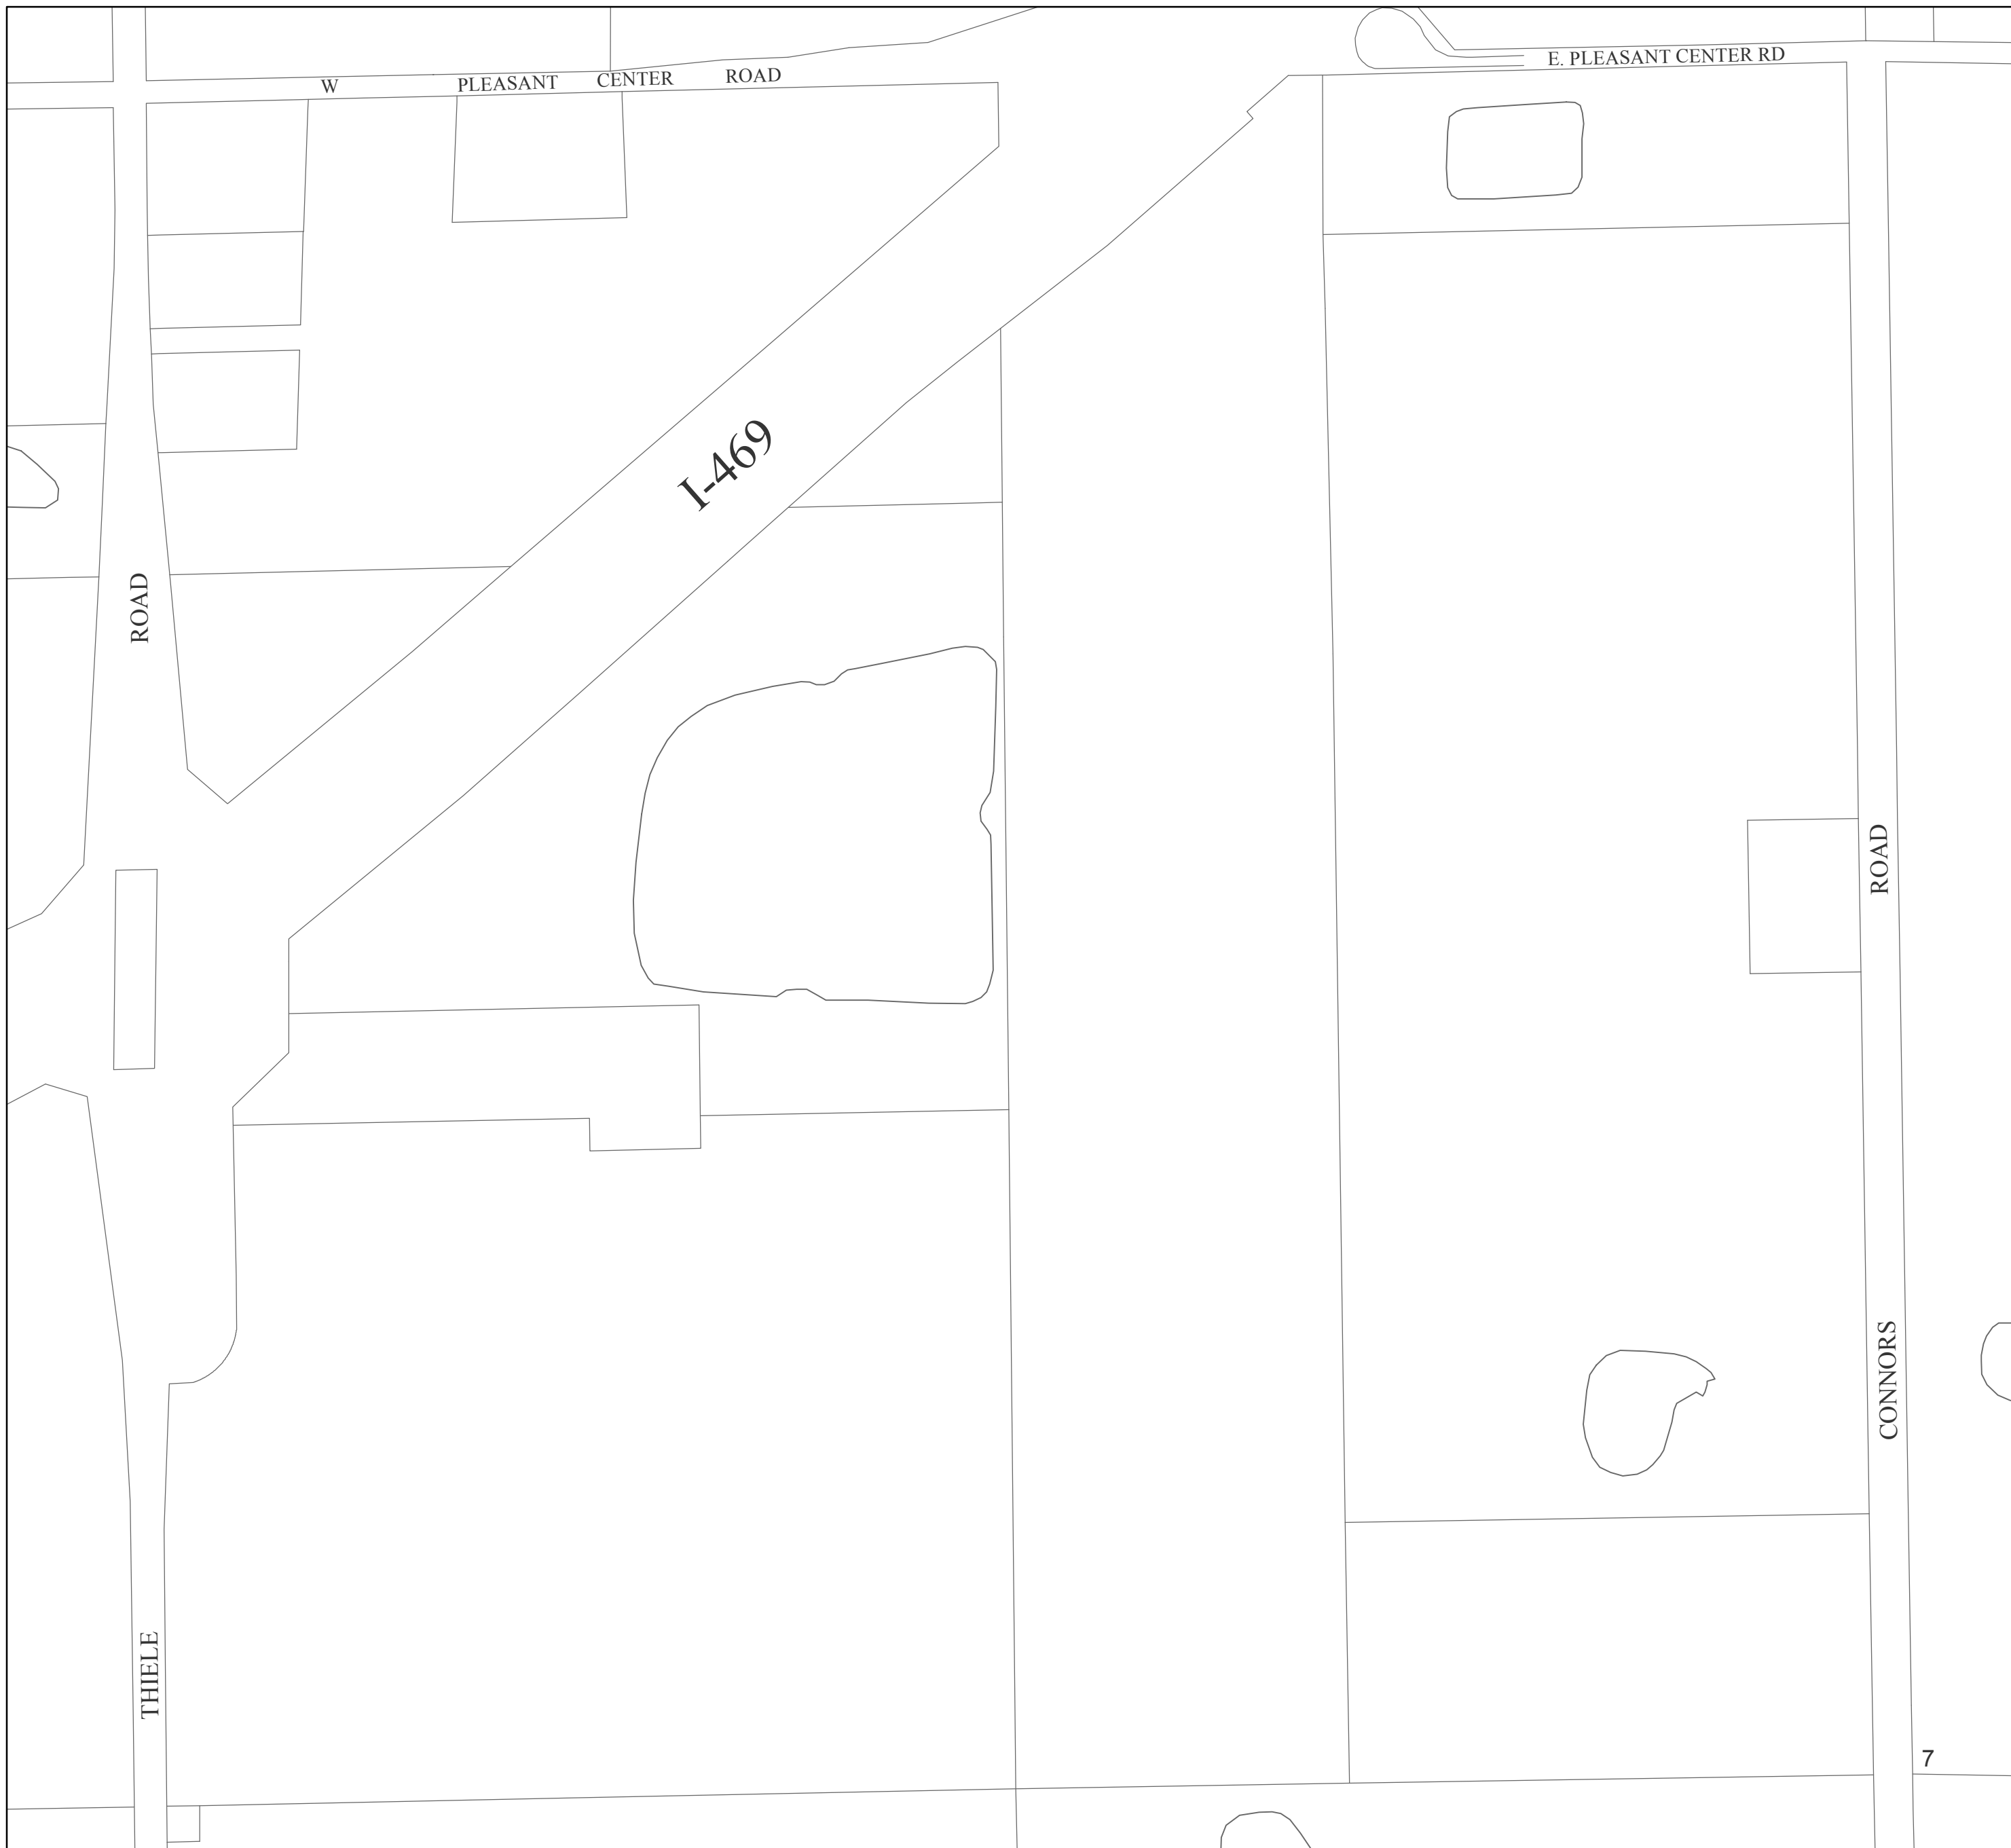 E. PLEASANT CENTER RD
W PLEASANT CENTER ROAD
I-469
ROAD
ROAD
CONNORS
THIELE
7